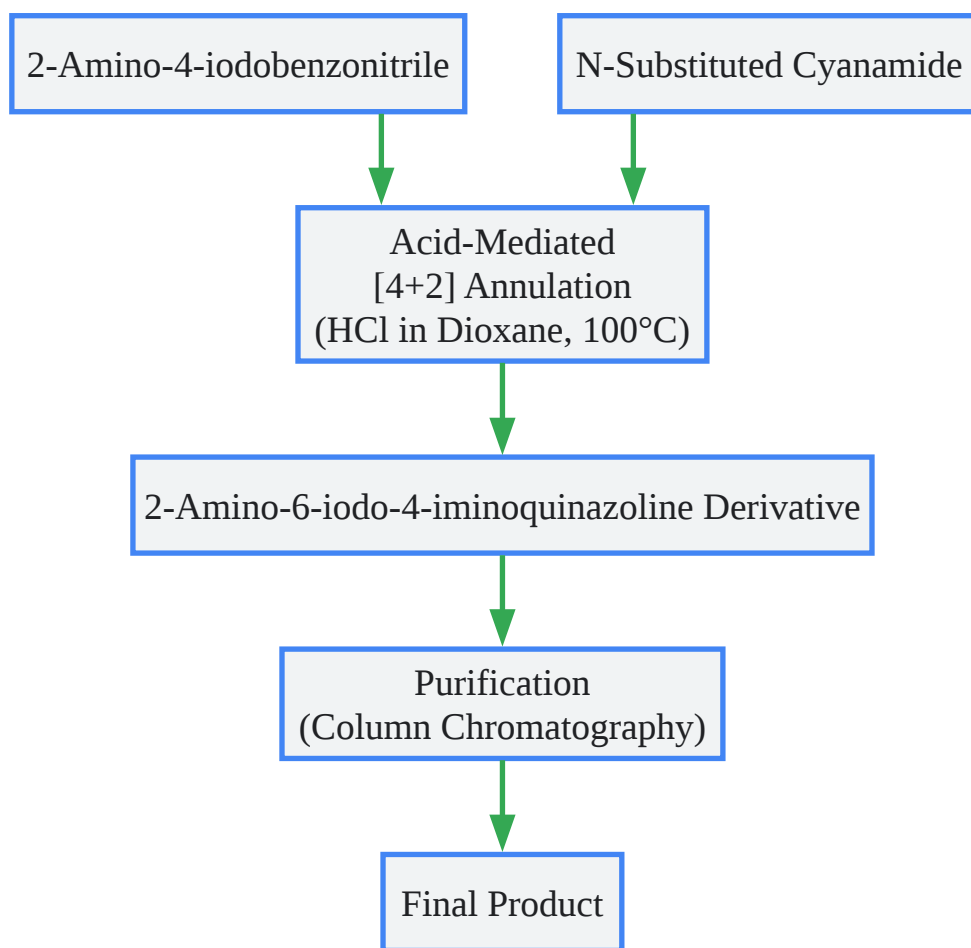 2-Amino-4-iodobenzonitrile
N-Substituted Cyanamide
Acid-Mediated
[4+2] Annulation
(HCl in Dioxane, 100°C)
2-Amino-6-iodo-4-iminoquinazoline Derivative
Purification
(Column Chromatography)
Final Product